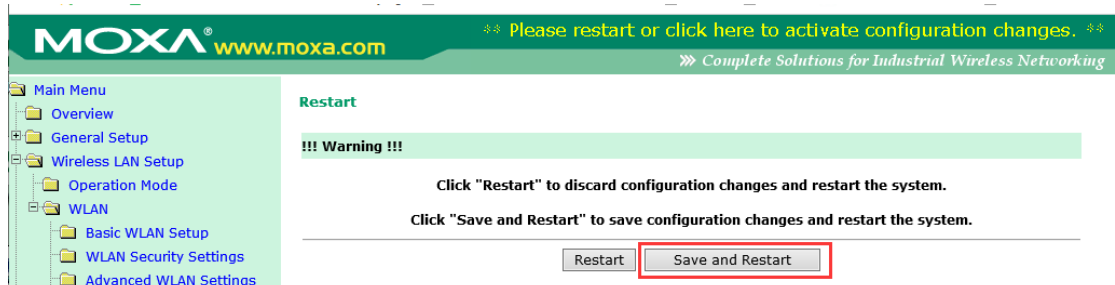 MOXA® www.moxa.com
** Please restart or click here to activate configuration changes. **
Complete Solutions for Industrial Wireless Networking
Main Menu
Overview
General Setup
Wireless LAN Setup
Operation Mode
WLAN
Basic WLAN Setup
WLAN Security Settings
Advanced WLAN Settings
Restart
!!! Warning !!!
Click "Restart" to discard configuration changes and restart the system.
Click "Save and Restart" to save configuration changes and restart the system.
Restart Save and Restart